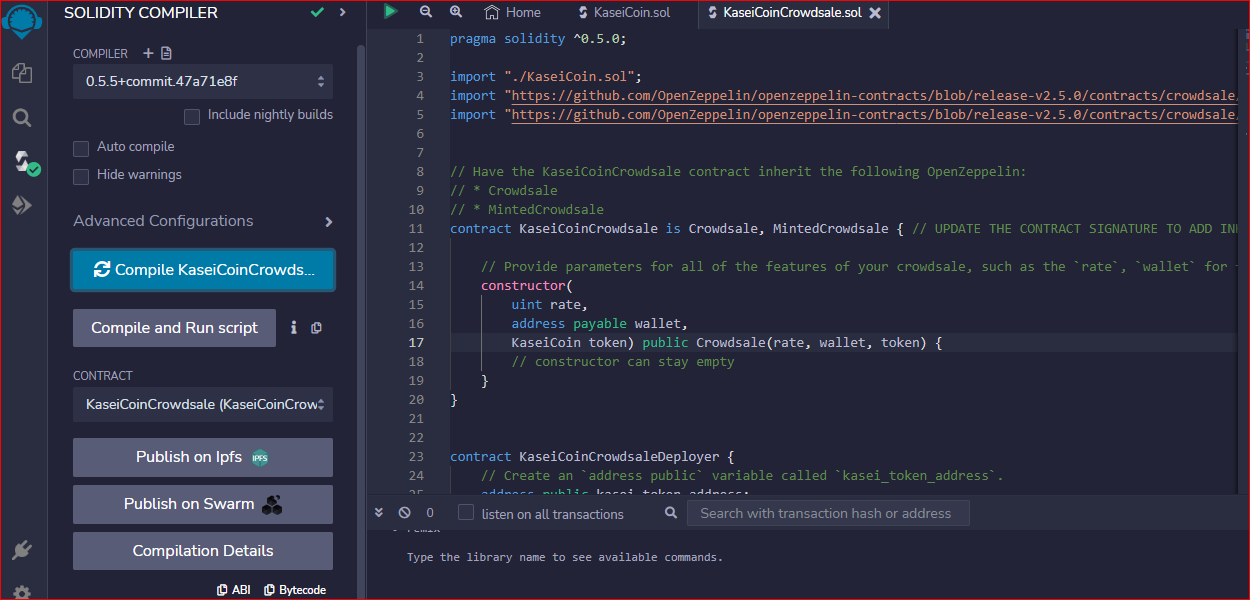 SOLIDITY COMPILER
COMPILER
0.5.5+commit.47a71e8f
Include nightly builds
Auto compile
Hide warnings
Advanced Configurations
Compile KaseiCoinCrowds...
Compile and Run script
CONTRACT
KaseiCoinCrowdsale (KaseiCoinCrow
Publish on Ipfs IPFS
Publish on Swarm
Compilation Details
ABI Bytecode
Home KaseiCoin.sol KaseiCoinCrowdsale.sol
1 pragma solidity ^0.5.0;
2
3 import "./KaseiCoin.sol";
4 import "https://github.com/OpenZeppelin/openzeppelin-contracts/blob/release-v2.5.0/contracts/crowdsale/
5 import "https://github.com/OpenZeppelin/openzeppelin-contracts/blob/release-v2.5.0/contracts/crowdsale/
6
7
8 // Have the KaseiCoinCrowdsale contract inherit the following OpenZeppelin:
9 // * Crowdsale
10 // * MintedCrowdsale
11 contract KaseiCoinCrowdsale is Crowdsale, MintedCrowdsale { // UPDATE THE CONTRACT SIGNATURE TO ADD
12
13 // Provide parameters for all of the features of your crowdsale, such as the `rate`, `wallet` for
14 constructor(
15 uint rate,
16 address payable wallet,
17 KaseiCoin token) public Crowdsale(rate, wallet, token) {
18 // constructor can stay empty
19 }
20 }
21
22
23 contract KaseiCoinCrowdsaleDeployer {
24 // Create an `address public` variable called `kasei_token_address`.
25 address public kasei_token_address;
0 listen on all transactions Search with transaction hash or address
remix
Type the library name to see available commands.